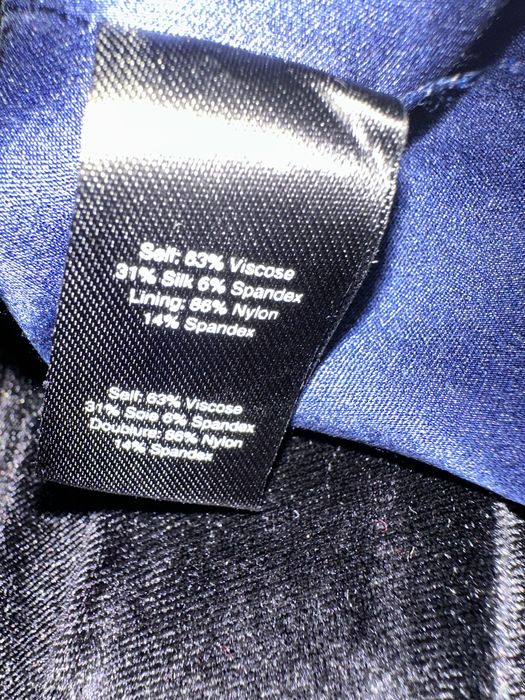 Self: 63% Viscose
31% Silk 6% Spandex
Lining: 86% Nylon
14% Spandex
Self: 63% Viscose
31% Soie 6% Spandex
Doublure: 86% Nylon
14% Spandex